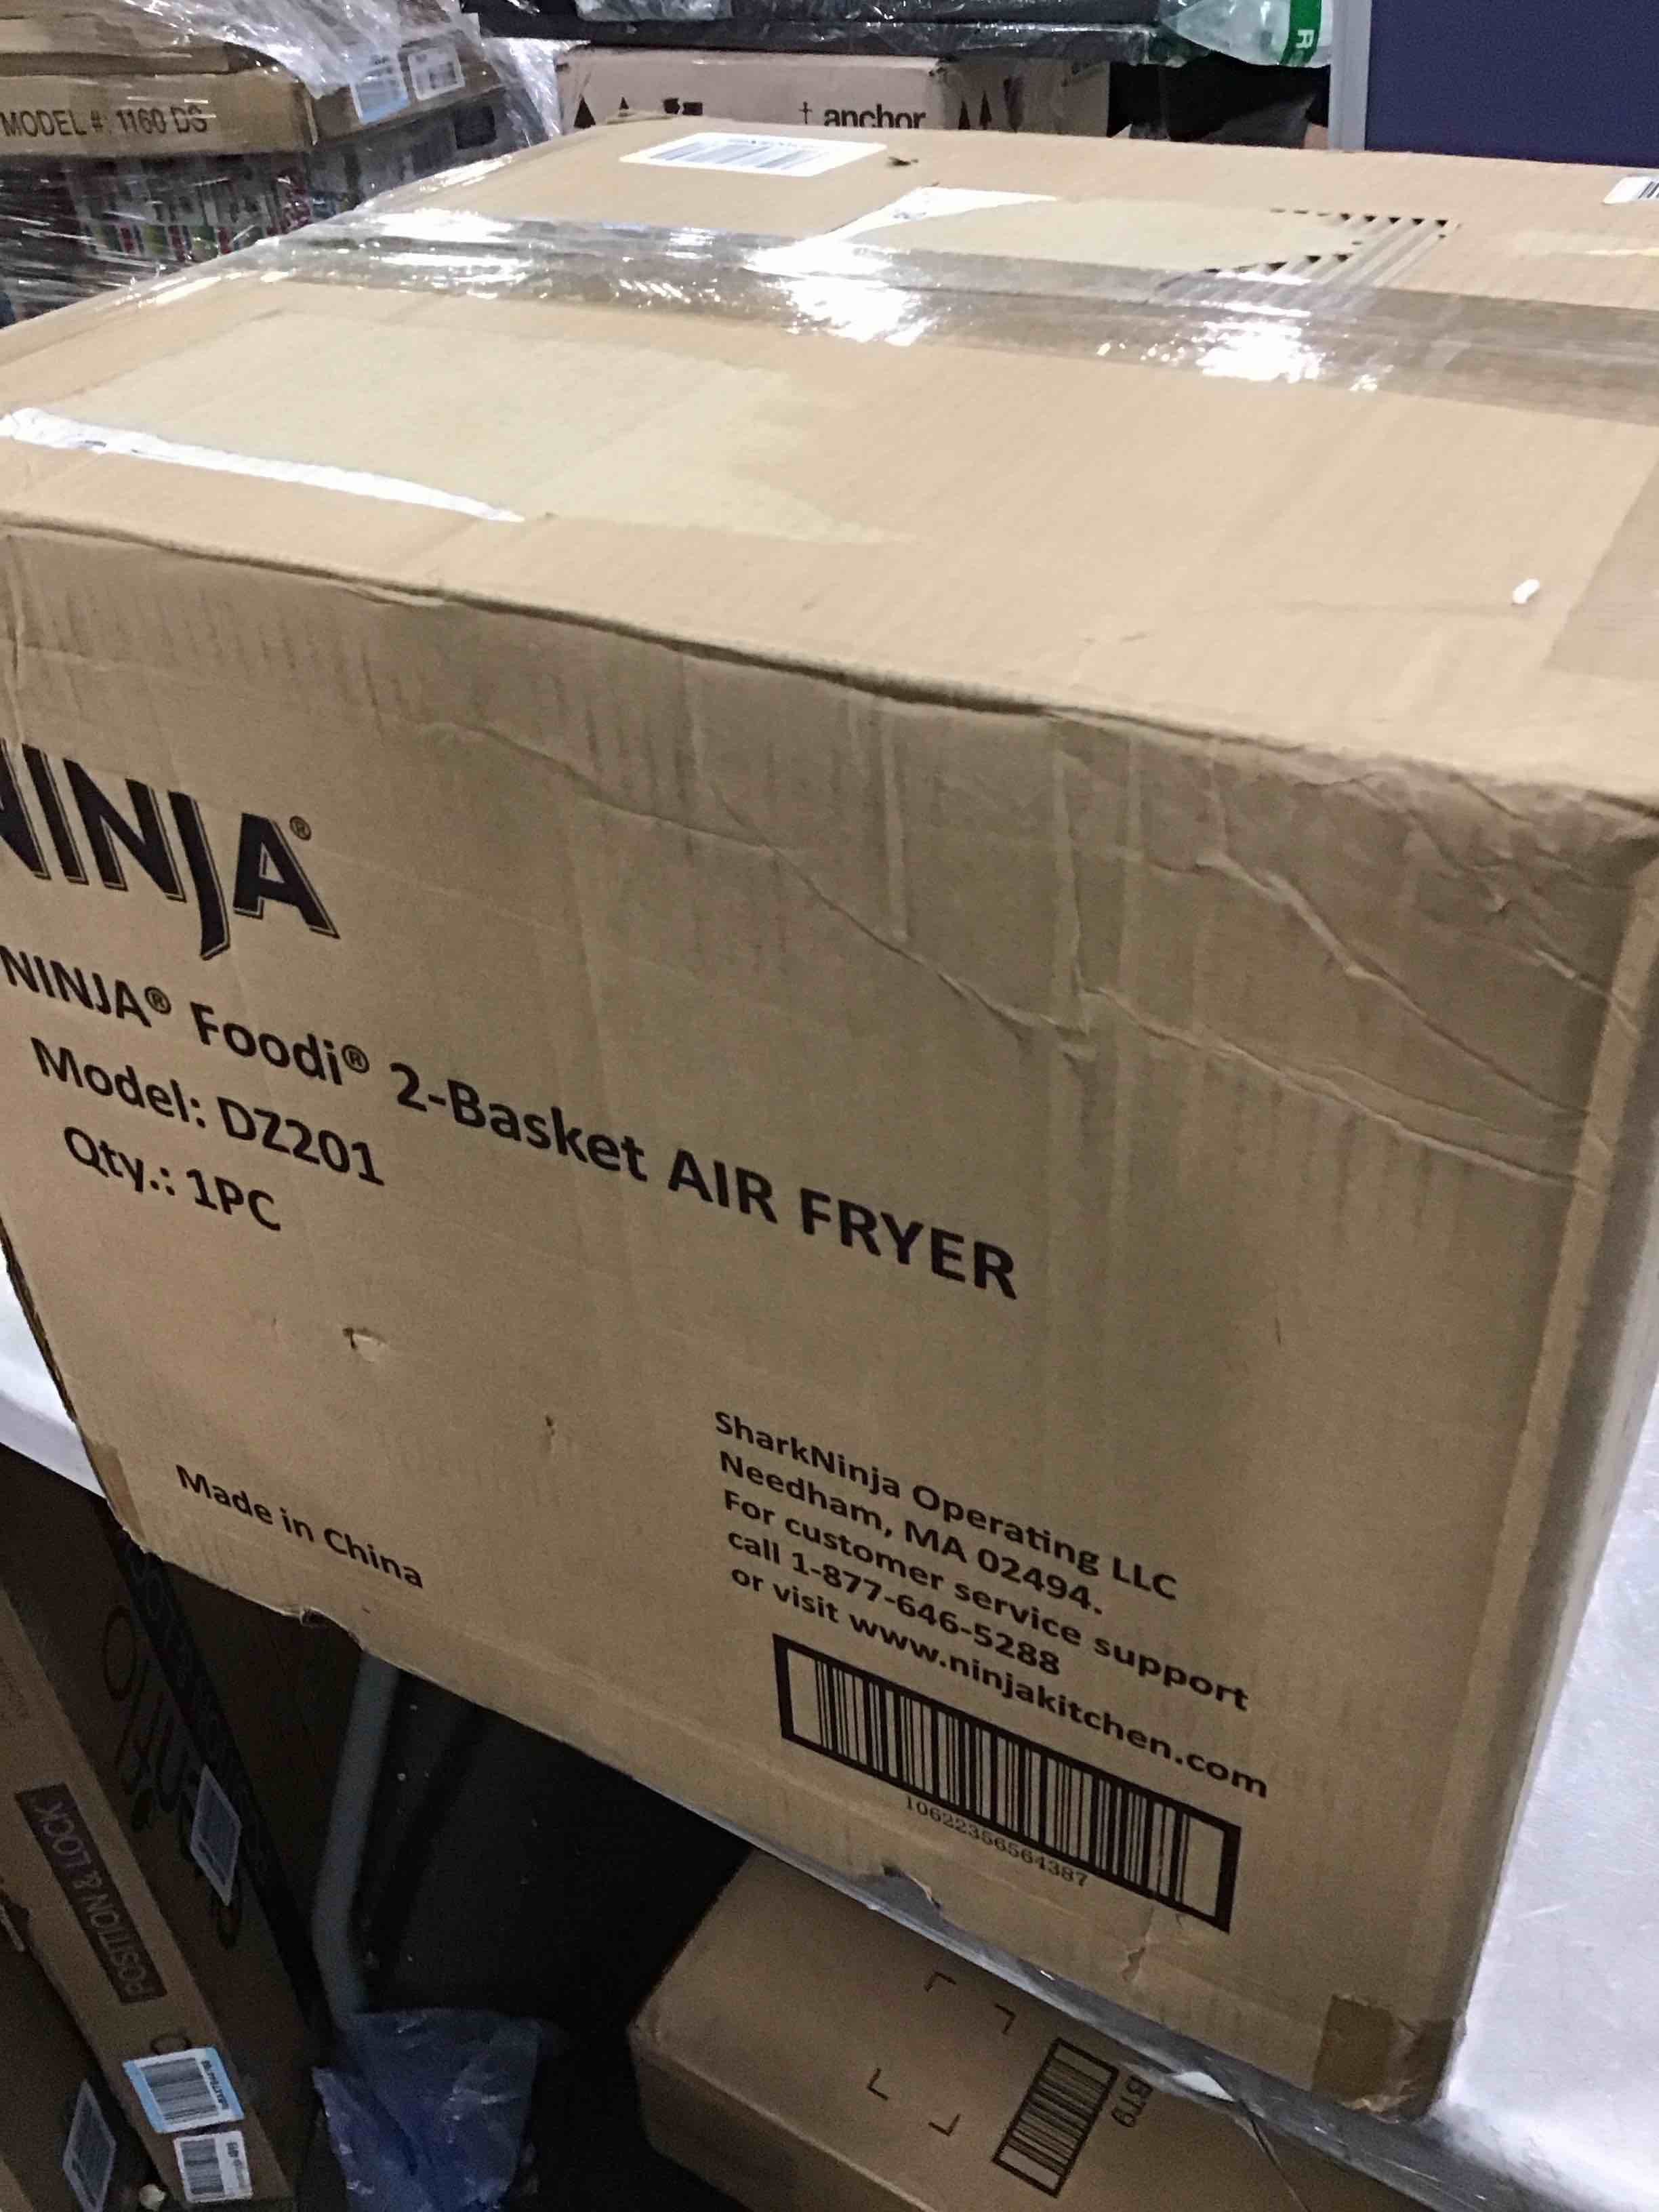 MODEL #: 1160 DS
anchor
R
NINJA®
NINJA® Foodi® 2-Basket AIR FRYER
Model: DZ201
Qty.: 1PC
Made in China
SharkNinja Operating LLC
Needham, MA 02494.
For customer service support
call 1-877-646-5288
or visit www.ninjakitchen.com
10622356564387
POSITION & LOCK
BT9